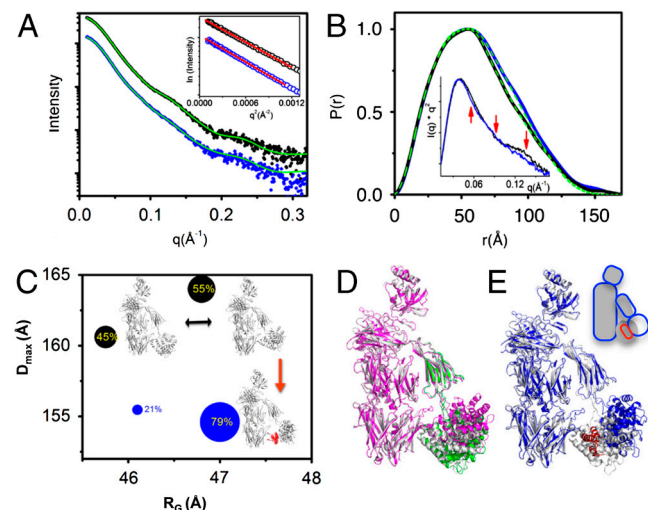 A
Intensity
q(Å⁻¹)
0.0
0.1
0.2
0.3
ln (Intensity)
0.0000
0.0006
0.0012
q²(Å⁻¹)
B
P(r)
1.0
0.5
0.0
0
50
100
150
r(Å)
I(q) * q²
0.06
0.12
q(Å⁻¹)
C
Dmax (Å)
165
160
155
46
47
48
RG (Å)
55%
45%
21%
79%
D
E